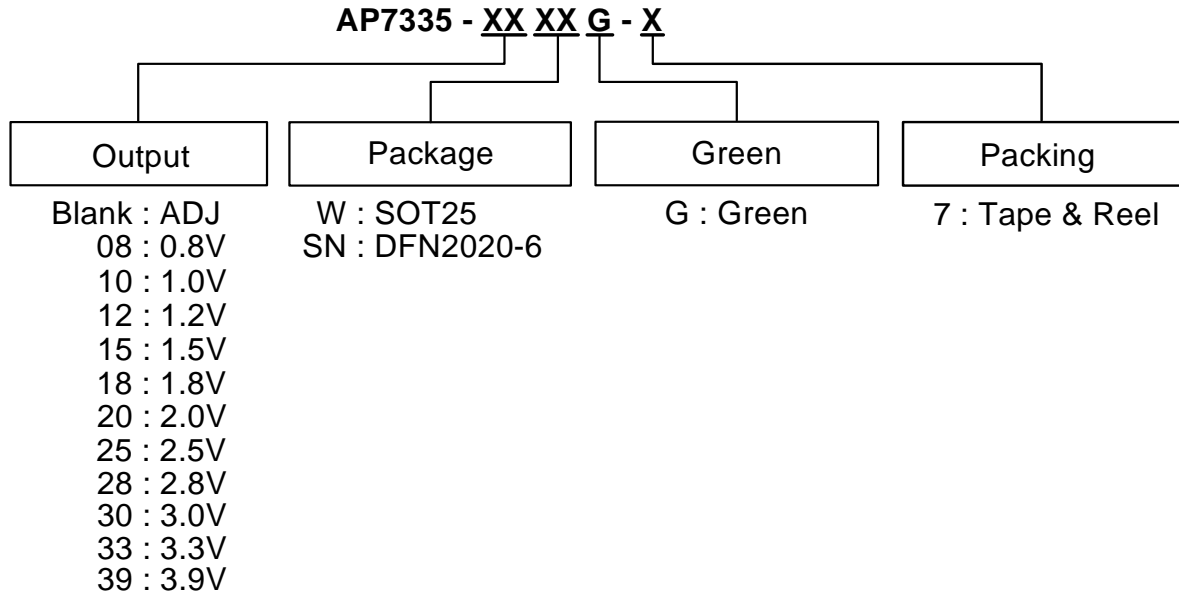 AP7335 - XX XX G - X
Output
Package
Green
Packing
Blank : ADJ
08 : 0.8V
10 : 1.0V
12 : 1.2V
15 : 1.5V
18 : 1.8V
20 : 2.0V
25 : 2.5V
28 : 2.8V
30 : 3.0V
33 : 3.3V
39 : 3.9V
W : SOT25
SN : DFN2020-6
G : Green
7 : Tape & Reel